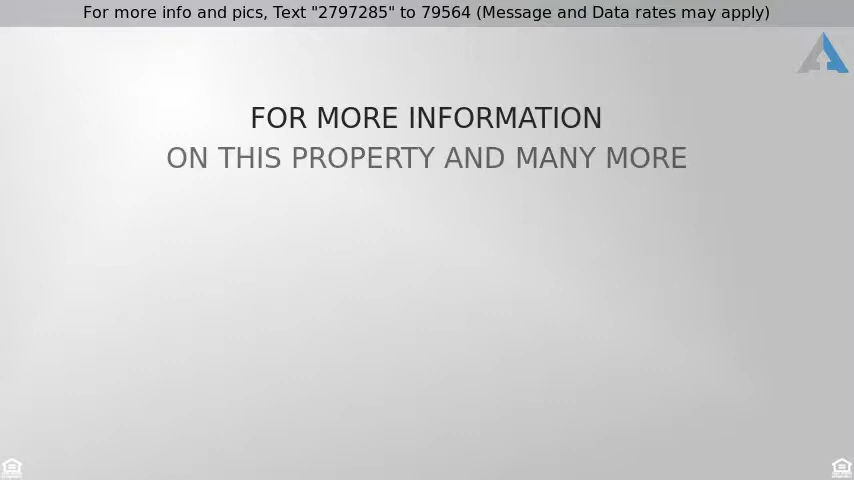 For more info and pics, Text "2797285" to 79564 (Message and Data rates may apply)
FOR MORE INFORMATION
ON THIS PROPERTY AND MANY MORE